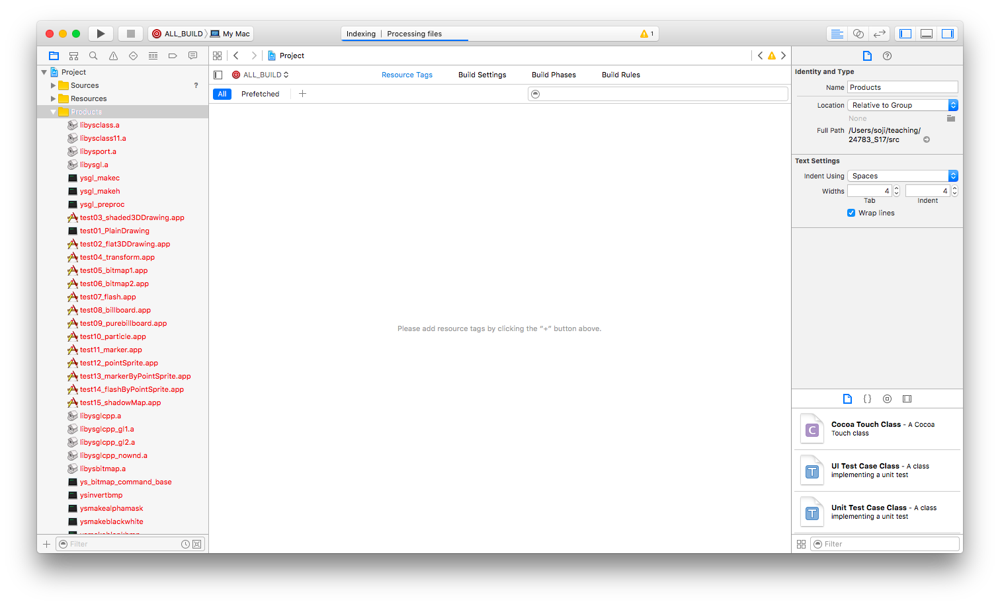 ALL_BUILD
My Mac
Indexing | Processing files
1
Project
Sources
?
Resources
Products
libysclass.a
libysclass11.a
libysport.a
libysgl.a
ysgl_makec
ysgl_makeh
ysgl_preproc
test03_shaded3DDrawing.app
test01_PlainDrawing
test02_flat3DDrawing.app
test04_transform.app
test05_bitmap1.app
test06_bitmap2.app
test07_flash.app
test08_billboard.app
test09_purebillboard.app
test10_particle.app
test11_marker.app
test12_pointSprite.app
test13_markerByPointSprite.app
test14_flashByPointSprite.app
test15_shadowMap.app
libysglcpp.a
libysglcpp_gl1.a
libysglcpp_gl2.a
libysglcpp_nownd.a
libysbitmap.a
ys_bitmap_command_base
ysinvertbmp
ysmakealphamask
ysmakeblackwhite
Filter
Project
ALL_BUILD
Resource Tags
Build Settings
Build Phases
Build Rules
All
Prefetched
Please add resource tags by clicking the “+” button above.
Identity and Type
Name Products
Location Relative to Group
None
Full Path /Users/soji/teaching/
24783_S17/src
Text Settings
Indent Using Spaces
Widths 4 4
Tab Indent
Wrap lines
{}
C
Cocoa Touch Class - A Cocoa
Touch class
T
UI Test Case Class - A class
implementing a unit test
T
Unit Test Case Class - A class
implementing a unit test
Filter